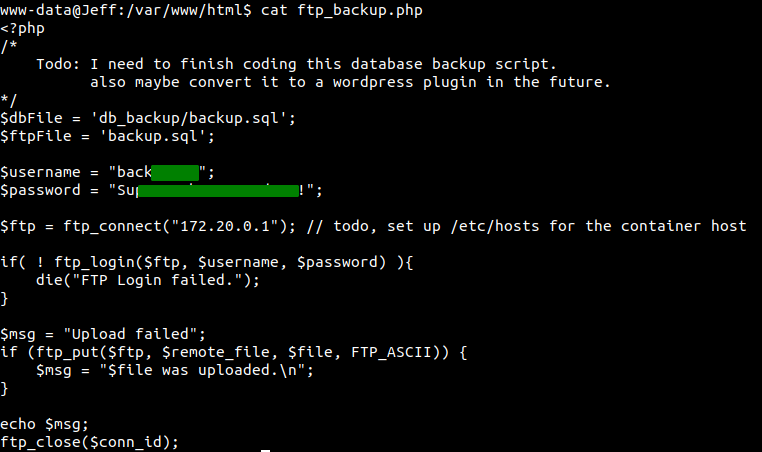 www-data@Jeff:/var/www/html$ cat ftp_backup.php
<?php
/*
    Todo: I need to finish coding this database backup script.
          also maybe convert it to a wordpress plugin in the future.
*/
$dbFile = 'db_backup/backup.sql';
$ftpFile = 'backup.sql';
$username = "back";
$password = "Sup!";
$ftp = ftp_connect("172.20.0.1"); // todo, set up /etc/hosts for the container host
if( ! ftp_login($ftp, $username, $password) ){
    die("FTP Login failed.");
}
$msg = "Upload failed";
if (ftp_put($ftp, $remote_file, $file, FTP_ASCII)) {
    $msg = "$file was uploaded.\n";
}
echo $msg;
ftp_close($conn_id);